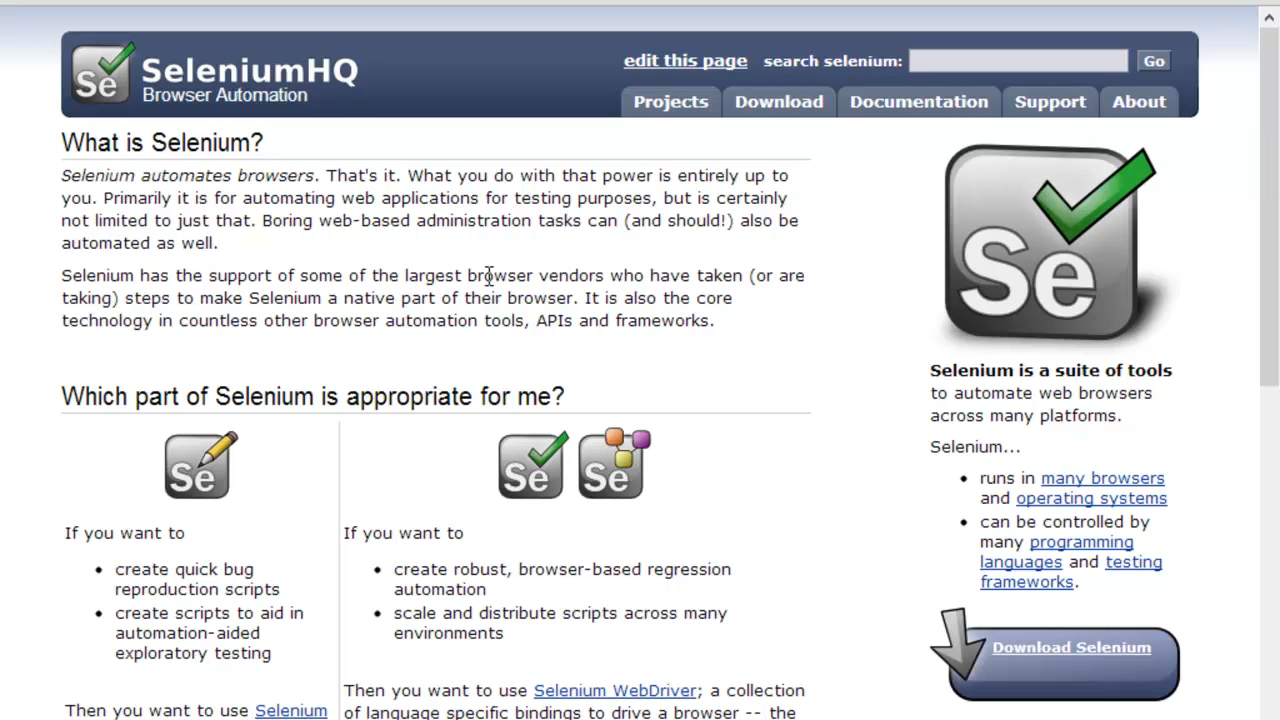 Se
SeleniumHQ
Browser Automation
edit this page search selenium: Go
Projects Download Documentation Support About
What is Selenium?
Selenium automates browsers. That's it. What you do with that power is entirely up to
you. Primarily it is for automating web applications for testing purposes, but is certainly
not limited to just that. Boring web-based administration tasks can (and should!) also be
automated as well.
Selenium has the support of some of the largest browser vendors who have taken (or are
taking) steps to make Selenium a native part of their browser. It is also the core
technology in countless other browser automation tools, APIs and frameworks.
Which part of Selenium is appropriate for me?
Se
If you want to
create quick bug
reproduction scripts
create scripts to aid in
automation-aided
exploratory testing
Then you want to use Selenium
Se Se
If you want to
create robust, browser-based regression
automation
scale and distribute scripts across many
environments
Then you want to use Selenium WebDriver; a collection
of language specific bindings to drive a browser -- the
Se
Selenium is a suite of tools
to automate web browsers
across many platforms.
Selenium...
runs in many browsers
and operating systems
can be controlled by
many programming
languages and testing
frameworks.
Download Selenium